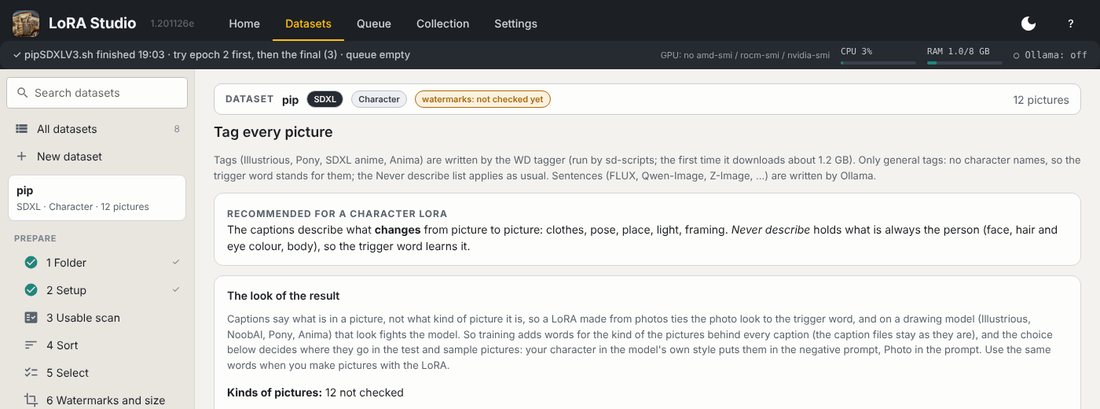 LoRA Studio 1.201126e Home Datasets Queue Collection Settings ?
✓ pipSDXLV3.sh finished 19:03 · try epoch 2 first, then the final (3) · queue empty
GPU: no amd-smi / rocm-smi / nvidia-smi CPU 3% RAM 1.0/8 GB Ollama: off
Search datasets
All datasets 8
New dataset
pip
SDXL · Character · 12 pictures
PREPARE
1 Folder ✓
2 Setup ✓
3 Usable scan
4 Sort
5 Select
6 Watermarks and size
DATASET pip SDXL Character watermarks: not checked yet 12 pictures
Tag every picture
Tags (Illustrious, Pony, SDXL anime, Anima) are written by the WD tagger (run by sd-scripts; the first time it downloads about 1.2 GB). Only general tags: no character names, so the
trigger word stands for them; the Never describe list applies as usual. Sentences (FLUX, Qwen-Image, Z-Image, ...) are written by Ollama.
RECOMMENDED FOR A CHARACTER LORA
The captions describe what changes from picture to picture: clothes, pose, place, light, framing. Never describe holds what is always the person (face, hair and
eye colour, body), so the trigger word learns it.
The look of the result
Captions say what is in a picture, not what kind of picture it is, so a LoRA made from photos ties the photo look to the trigger word, and on a drawing model (Illustrious,
NoobAI, Pony, Anima) that look fights the model. So training adds words for the kind of the pictures behind every caption (the caption files stay as they are), and the choice
below decides where they go in the test and sample pictures: your character in the model's own style puts them in the negative prompt, Photo in the prompt. Use the same
words when you make pictures with the LoRA.
Kinds of pictures: 12 not checked